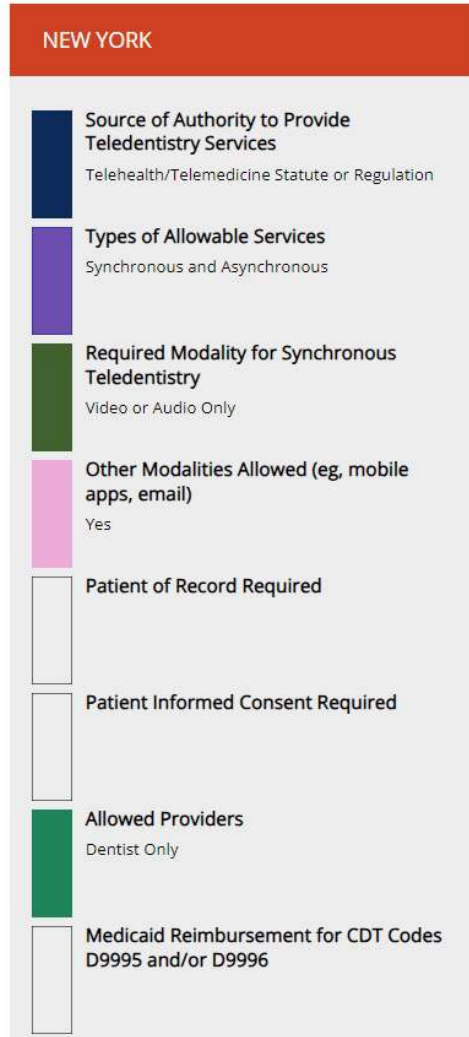 NEW YORK
Source of Authority to Provide
Teledentistry Services
Telehealth/Telemedicine Statute or Regulation
Types of Allowable Services
Synchronous and Asynchronous
Required Modality for Synchronous
Teledentistry
Video or Audio Only
Other Modalities Allowed (eg, mobile
apps, email)
Yes
Patient of Record Required
Patient Informed Consent Required
Allowed Providers
Dentist Only
Medicaid Reimbursement for CDT Codes
D9995 and/or D9996